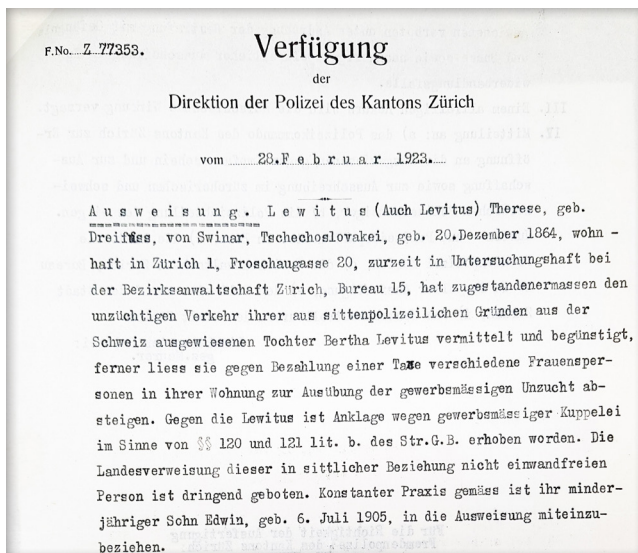 F.No. Z 77353.
Verfügung
der
Direktion der Polizei des Kantons Zürich
vom 28.Februar 1923.
Ausweisung. Lewitus (Auch Levitus) Therese, geb.
Dreifuss, von Swinar, Tschechoslovakei, geb. 20.Dezember 1864, wohn-
haft in Zürich 1, Froschaugasse 20, zurzeit in Untersuchungshaft bei
der Bezirksanwaltschaft Zürich, Bureau 15, hat zugestandenermassen den
unzüchtigen Verkehr ihrer aus sittenpolizeilichen Gründen aus der
Schweiz ausgewiesenen Tochter Bertha Levitus vermittelt und begünstigt,
ferner liess sie gegen Bezahlung einer Taxe verschiedene Frauensper-
sonen in ihrer Wohnung zur Ausübung der gewerbsmässigen Unzucht ab-
steigen. Gegen die Lewitus ist Anklage wegen gewerbsmässiger Kuppelei
im Sinne von §§ 120 und 121 lit. b. des Str.G.B. erhoben worden. Die
Landesverweisung dieser in sittlicher Beziehung nicht einwandfreien
Person ist dringend geboten. Konstanter Praxis gemäss ist ihr minder-
jähriger Sohn Edwin, geb. 6. Juli 1905, in die Ausweisung miteinzu-
beziehen.